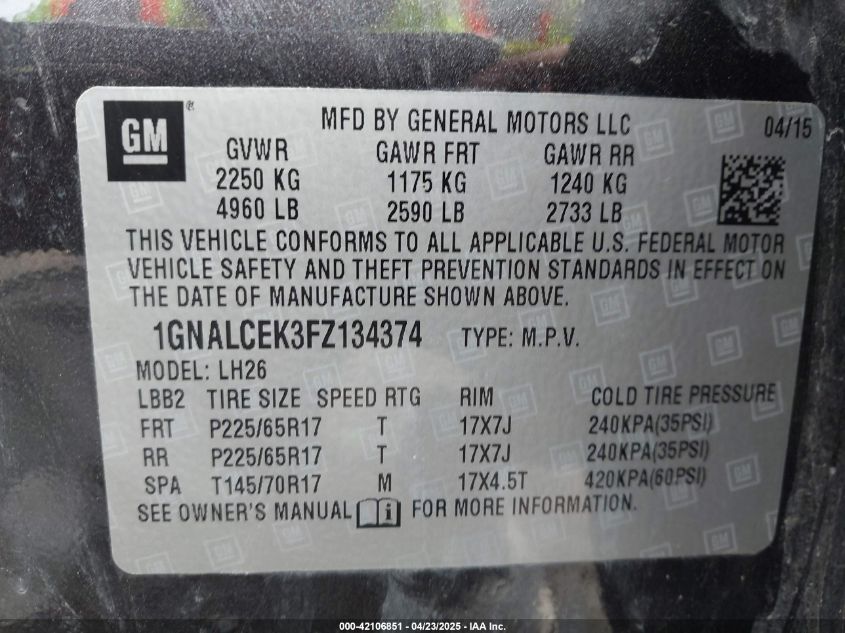 GM ®
MFD BY GENERAL MOTORS LLC 04/15
GVWR GAWR FRT GAWR RR
2250 KG 1175 KG 1240 KG
4960 LB 2590 LB 2733 LB
THIS VEHICLE CONFORMS TO ALL APPLICABLE U.S. FEDERAL MOTOR
VEHICLE SAFETY AND THEFT PREVENTION STANDARDS IN EFFECT ON
THE DATE OF MANUFACTURE SHOWN ABOVE.
1GNALCEK3FZ134374 TYPE: M.P.V.
MODEL: LH26
LBB2 TIRE SIZE SPEED RTG RIM COLD TIRE PRESSURE
FRT P225/65R17 T 17X7J 240KPA(35PSI)
RR P225/65R17 T 17X7J 240KPA(35PSI)
SPA T145/70R17 M 17X4.5T 420KPA(60PSI)
SEE OWNER'S MANUAL i FOR MORE INFORMATION.
000-42106851 - 04/23/2025 - IAA Inc.